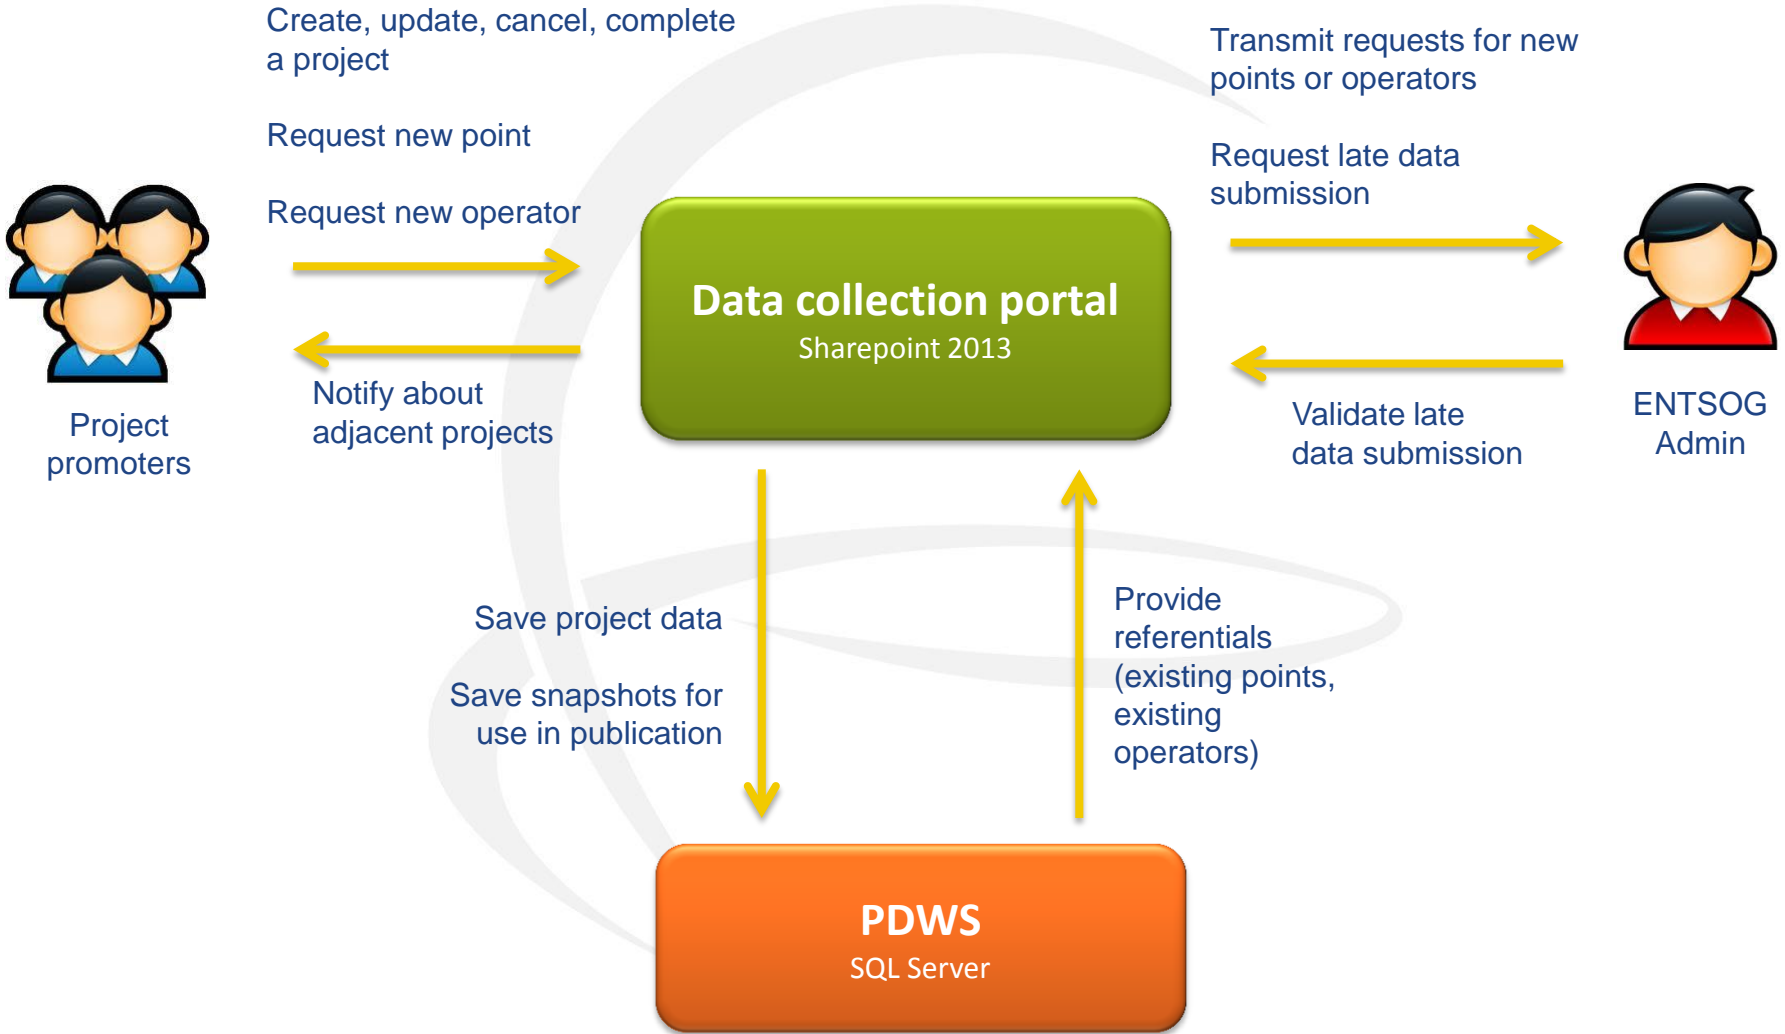 Create, update, cancel, complete
a project
Request new point
Request new operator
Transmit requests for new
points or operators
Request late data
submission
Data collection portal
Sharepoint 2013
Notify about
adjacent projects
Project
promoters
Validate late
data submission
ENTSOG
Admin
Save project data
Save snapshots for
use in publication
Provide
referentials
(existing points,
existing
operators)
PDWS
SQL Server